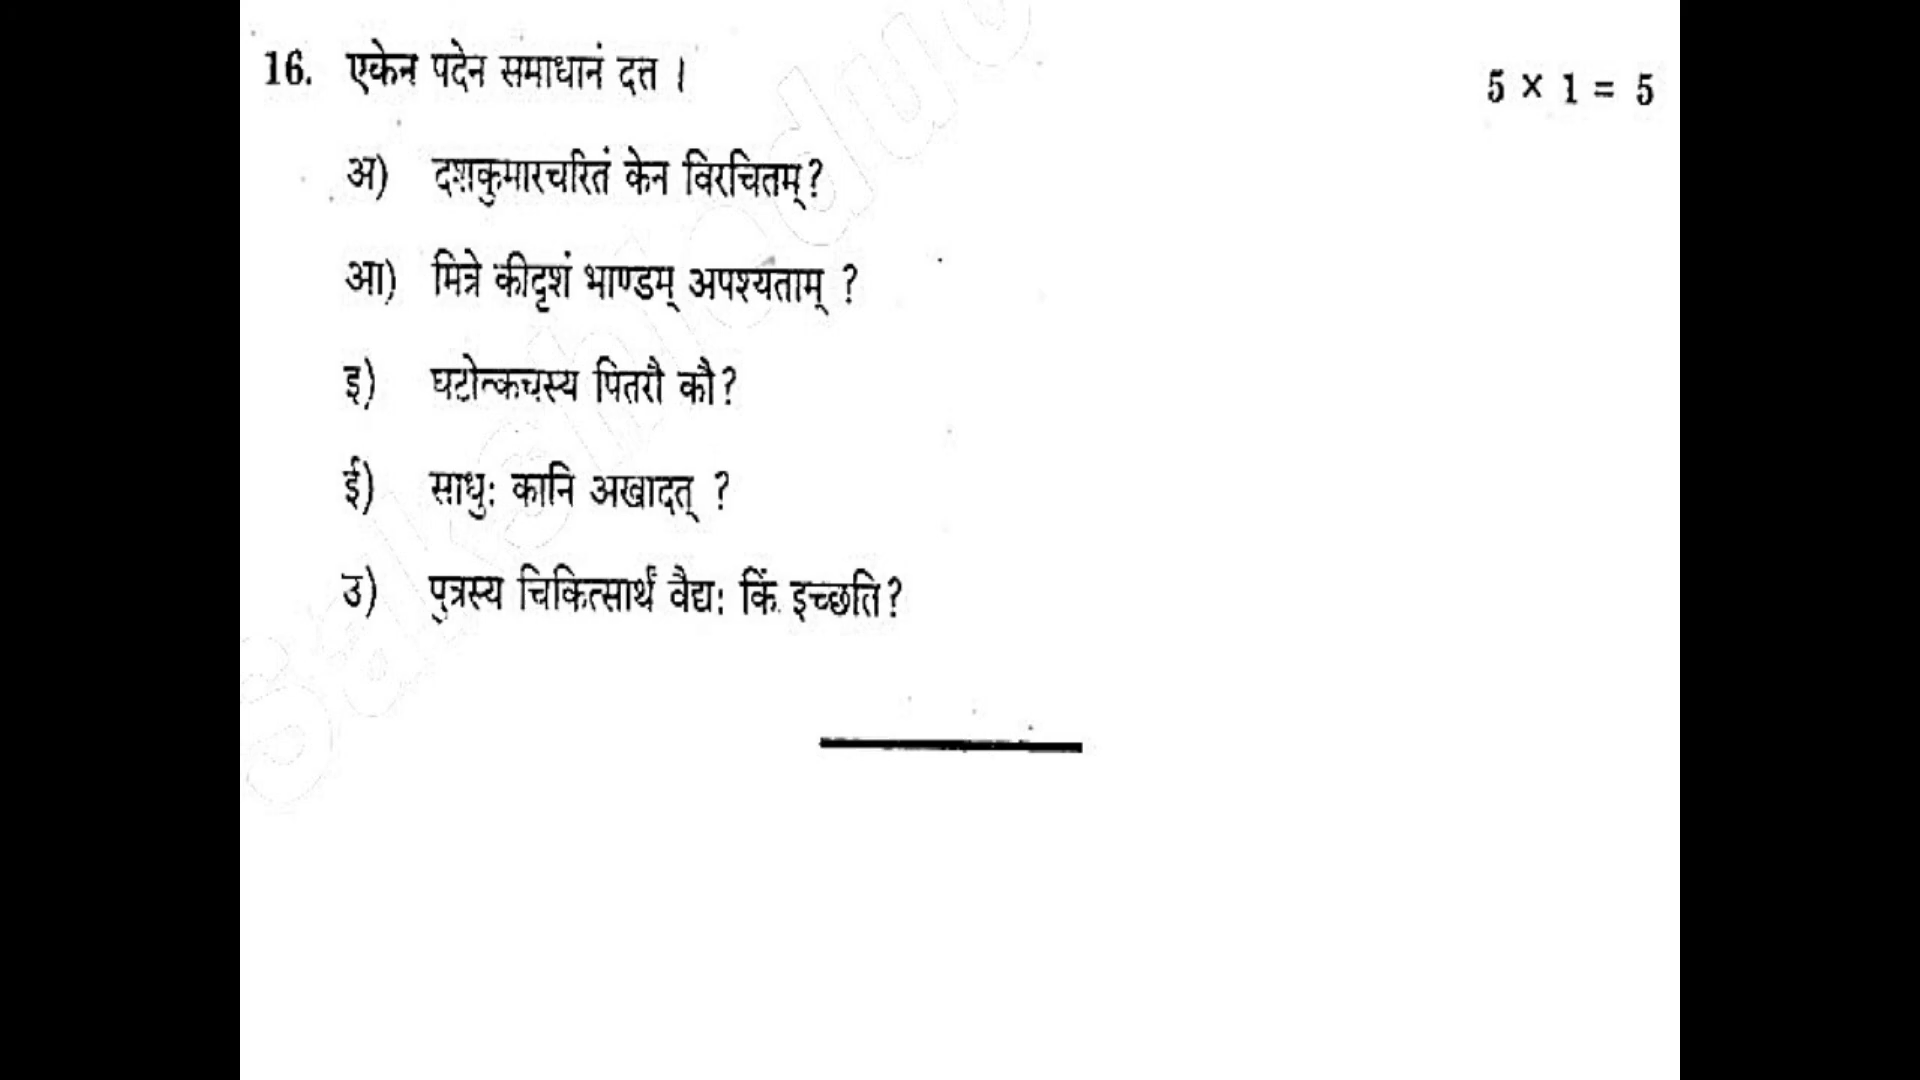 16. एकेन पदेन समाधानं दत्त । 5 × 1 = 5
अ) दशकुमारचरितं केन विरचितम्?
आ) मित्रे कीदृशं भाण्डम् अपश्यताम् ?
इ) घटोत्कचस्य पितरौ कौ?
ई) साधुः कानि अखादत् ?
उ) पुत्रस्य चिकित्सार्थं वैद्यः किं इच्छति?